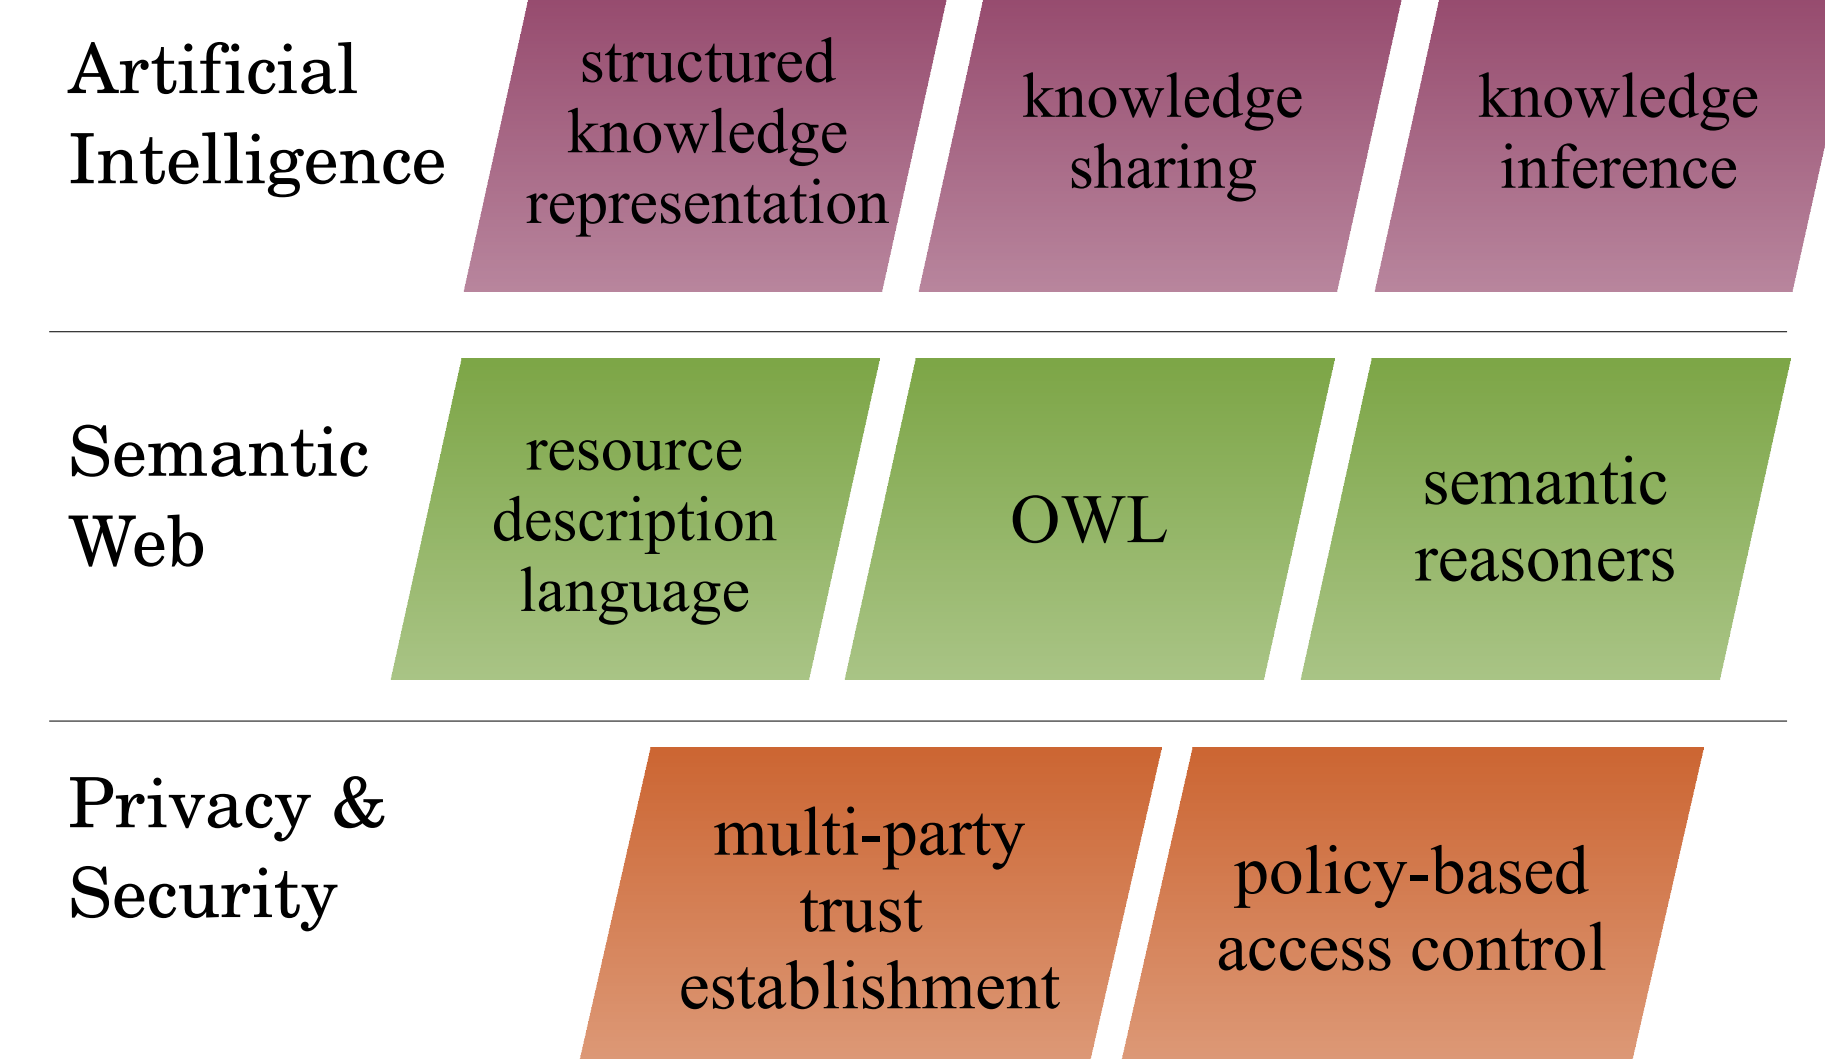 Artificial
Intelligence
structured
knowledge
representation
knowledge
sharing
knowledge
inference
Semantic
Web
resource
description
language
OWL
semantic
reasoners
Privacy &
Security
multi-party
trust
establishment
policy-based
access control